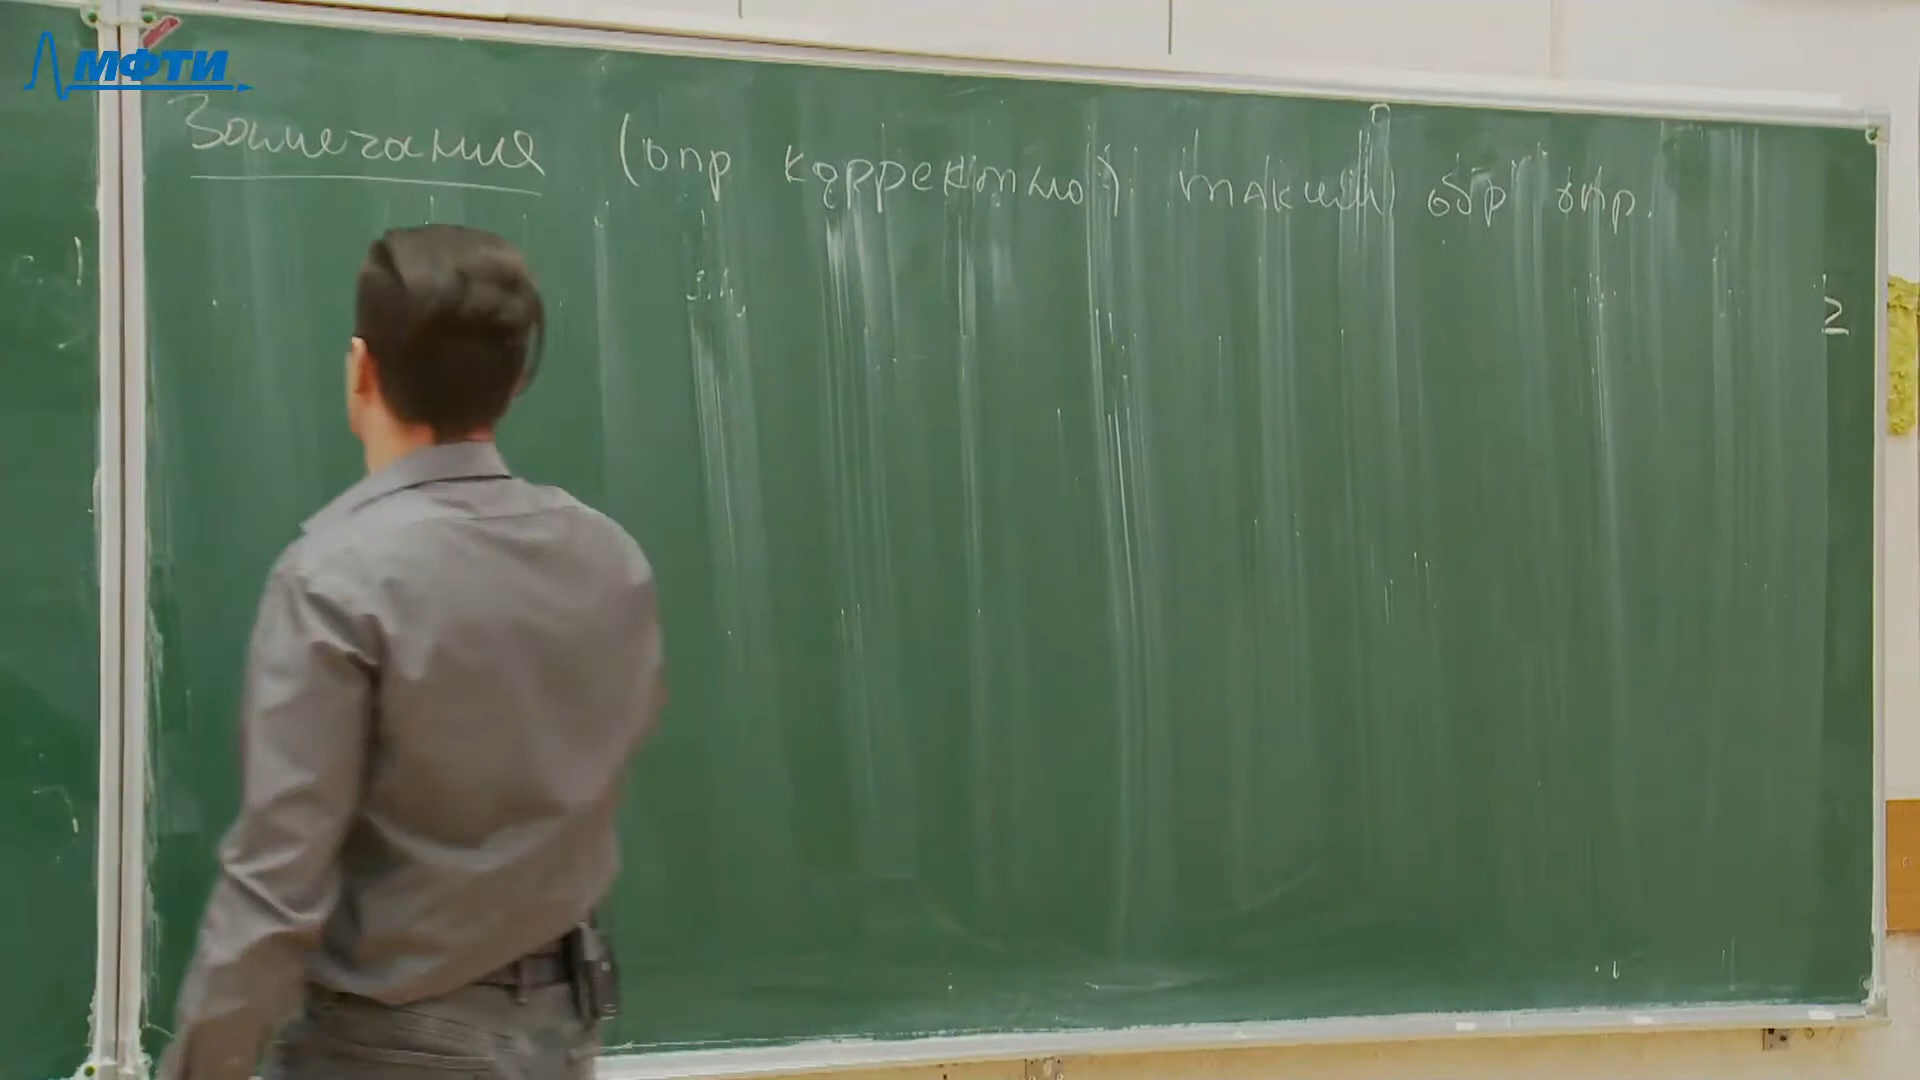 МФТИ
Замечание (опр корректно). таким обр опр.
≥